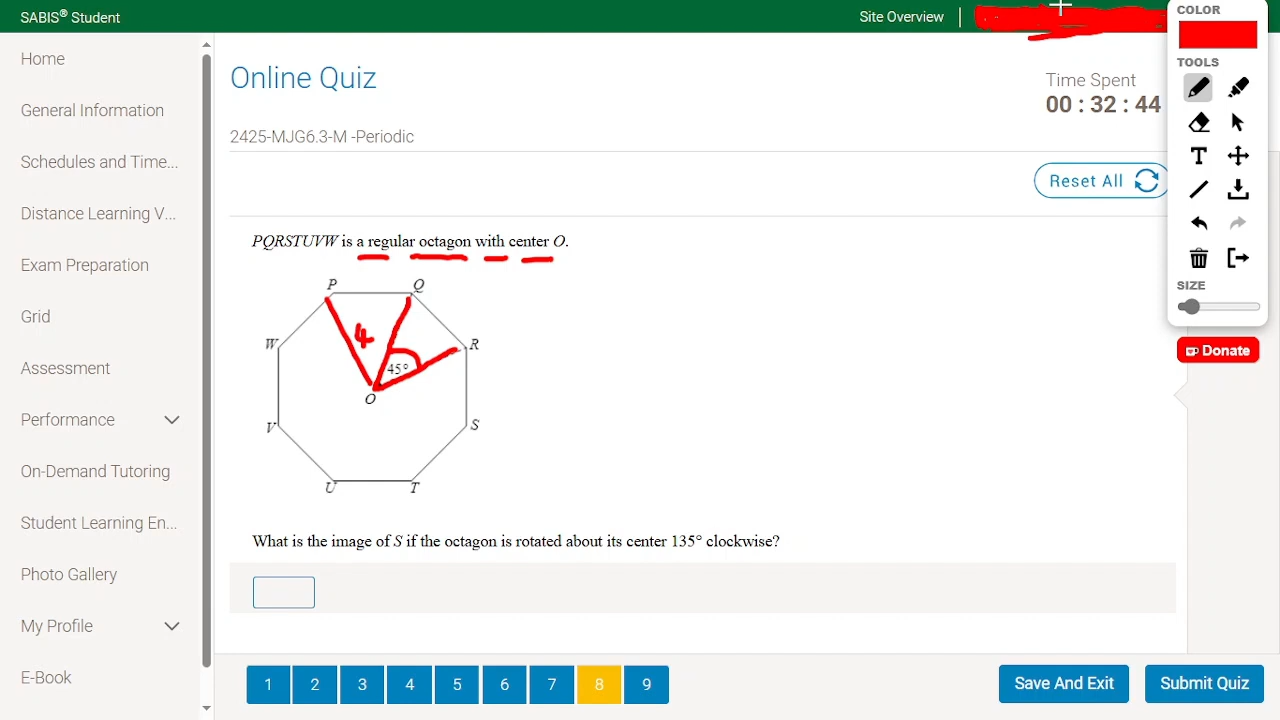 SABIS® Student
Site Overview
COLOR
TOOLS
SIZE
Donate
Home
General Information
Schedules and Time...
Distance Learning V...
Exam Preparation
Grid
Assessment
Performance
On-Demand Tutoring
Student Learning En...
Photo Gallery
My Profile
E-Book
Online Quiz
Time Spent
00 : 32 : 44
2425-MJG6.3-M -Periodic
Reset All
PQRSTUVW is a regular octagon with center O.
P Q
4
W R
45°
O
V S
U T
What is the image of S if the octagon is rotated about its center 135° clockwise?
1 2 3 4 5 6 7 8 9
Save And Exit
Submit Quiz